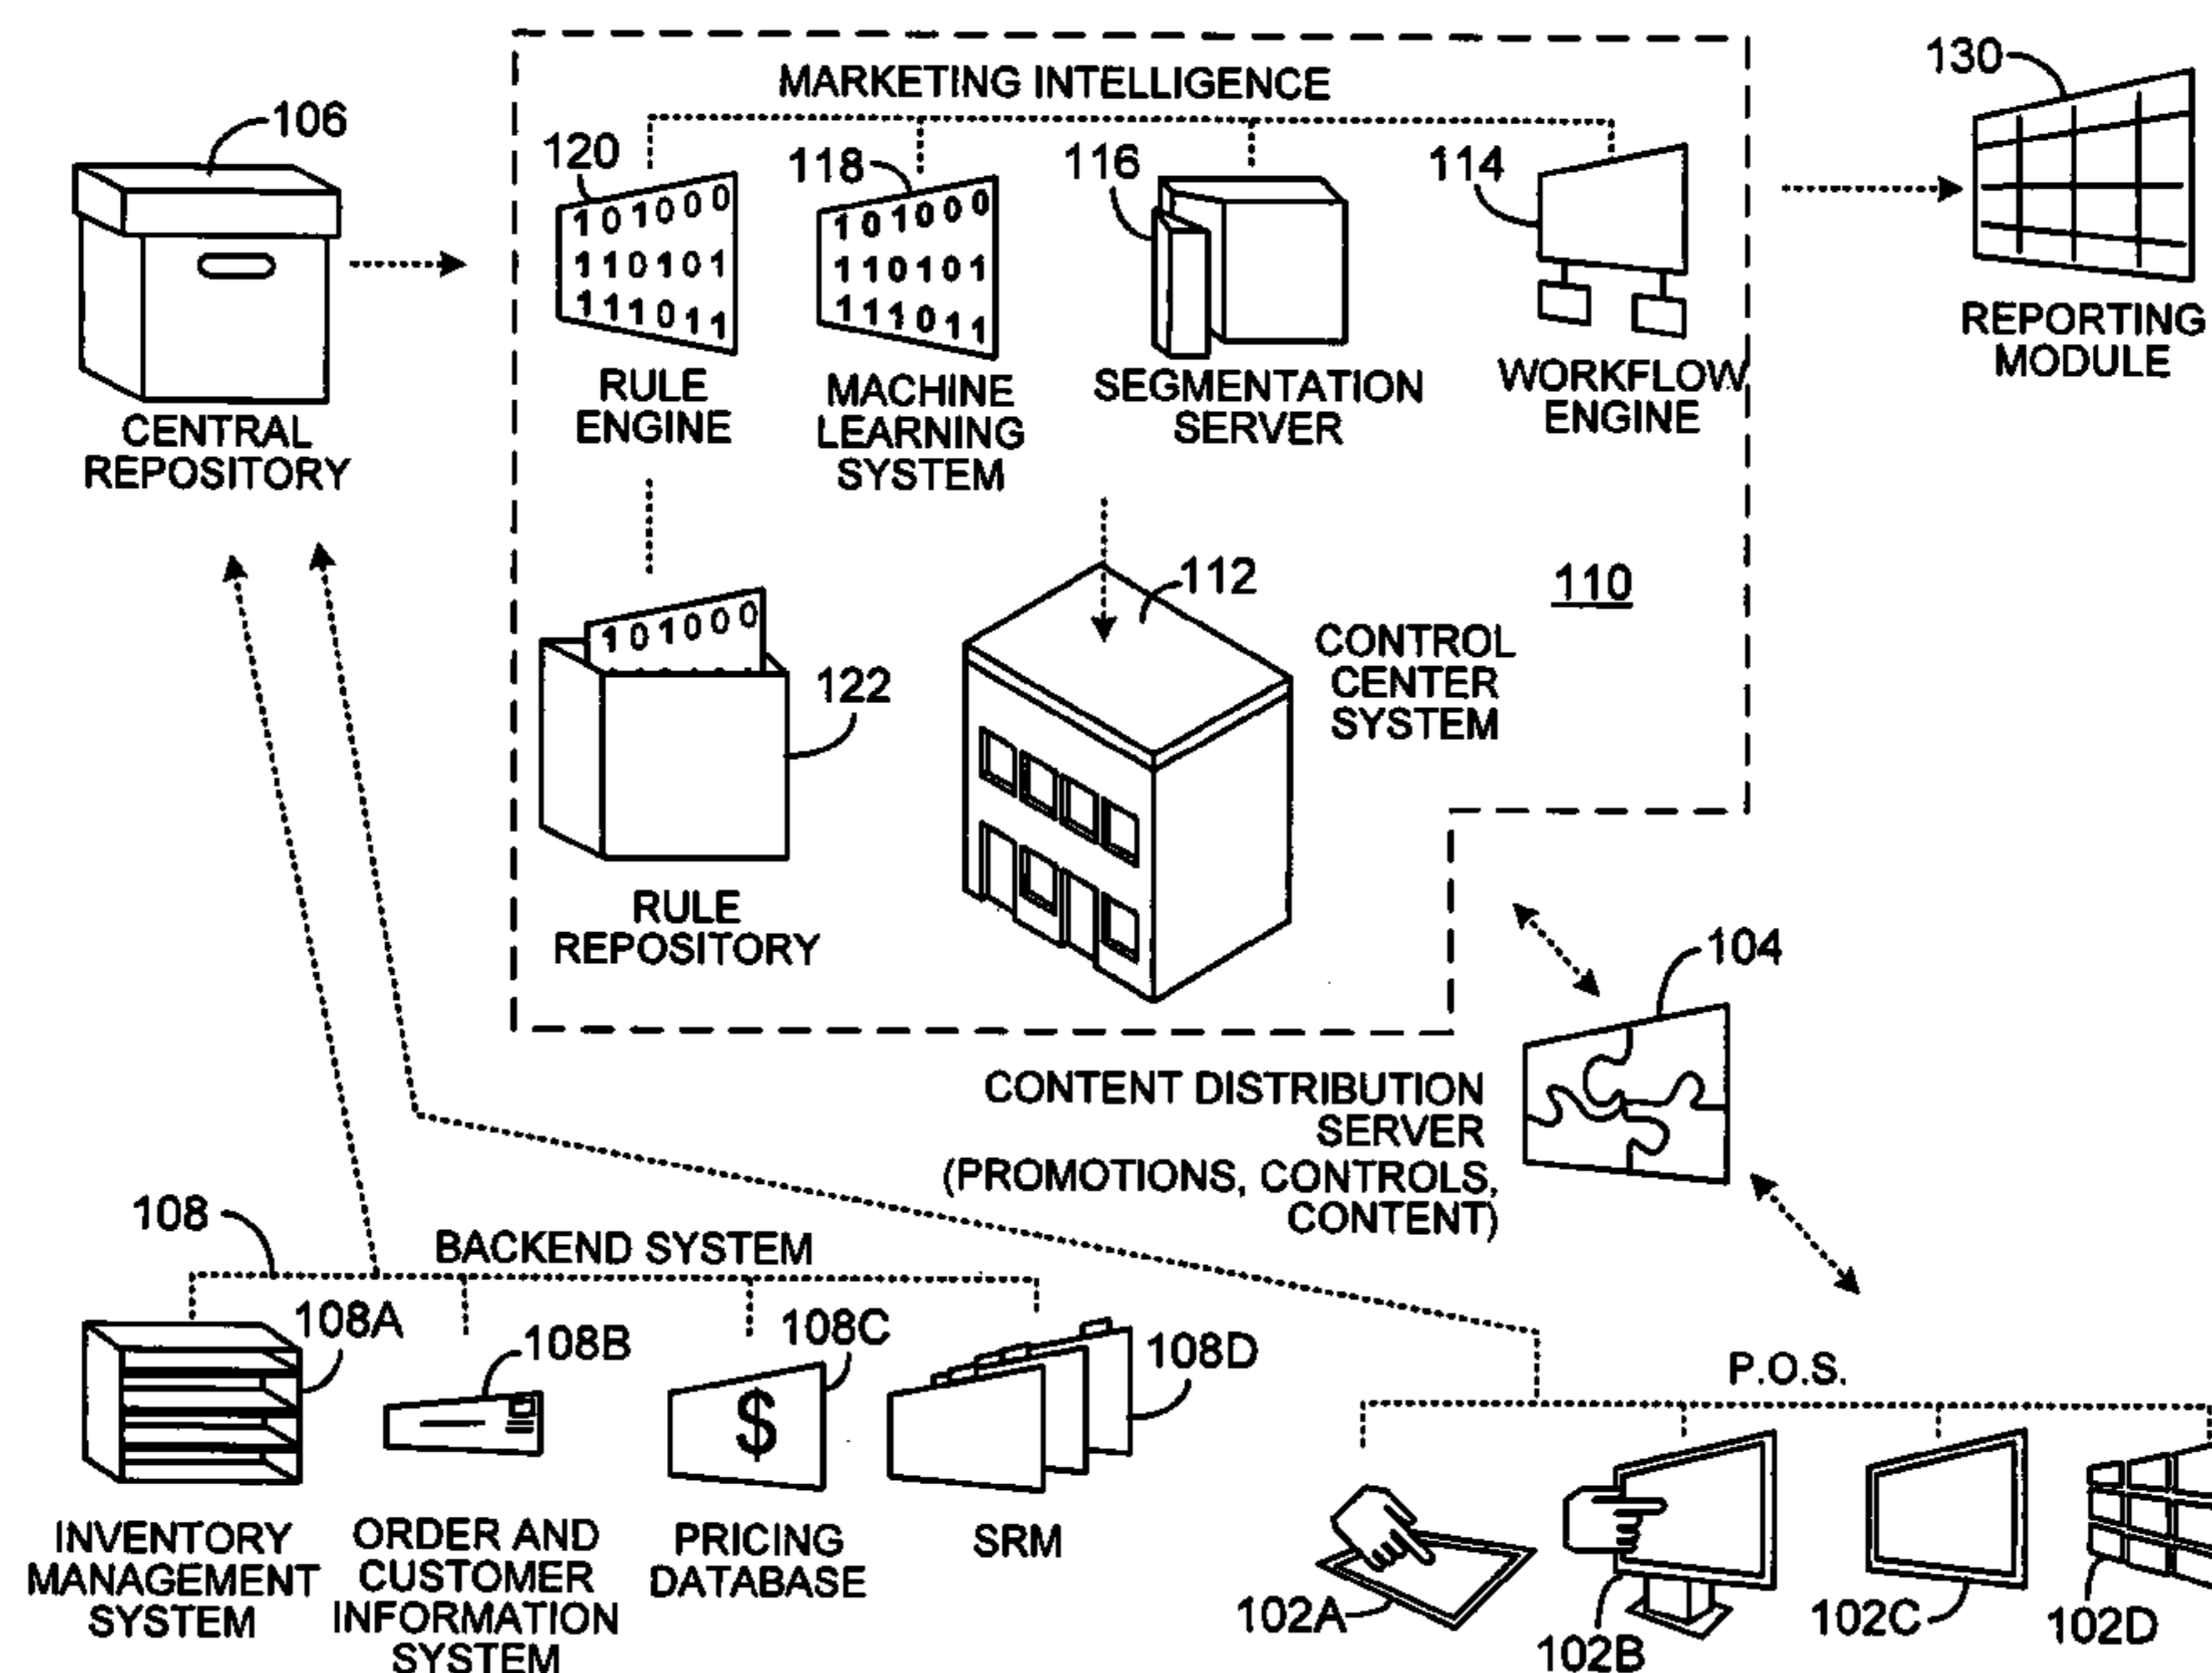 MARKETING INTELLIGENCE
130
106
120
118
116
114
101000
110101
111011
101000
110101
111011
REPORTING
MODULE
CENTRAL
REPOSITORY
RULE
ENGINE
MACHINE
LEARNING
SYSTEM
SEGMENTATION
SERVER
WORKFLOW
ENGINE
112
110
101000
122
CONTROL
CENTER
SYSTEM
RULE
REPOSITORY
104
CONTENT DISTRIBUTION
SERVER
(PROMOTIONS, CONTROLS,
CONTENT)
108
BACKEND SYSTEM
108A
108B
108C
108D
$
P.O.S.
INVENTORY
MANAGEMENT
SYSTEM
ORDER AND
CUSTOMER
INFORMATION
SYSTEM
PRICING
DATABASE
SRM
102A
102B
102C
102D